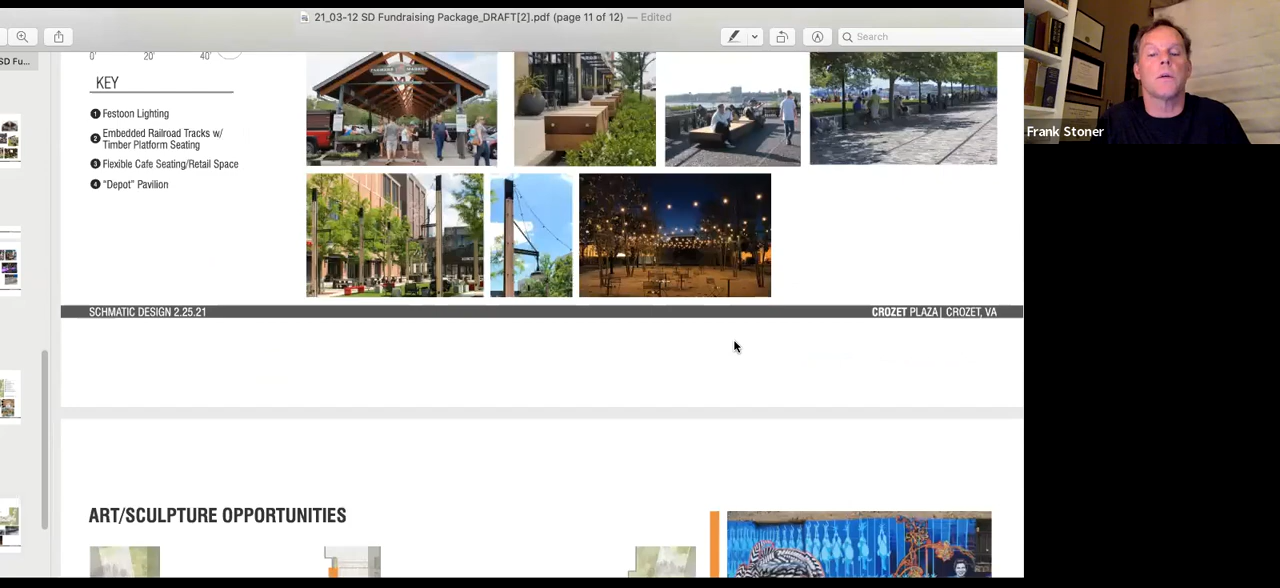 21_03-12 SD Fundraising Package_DRAFT[2].pdf (page 11 of 12) — Edited
Search
SD Fu...
0' 20' 40'
KEY
1 Festoon Lighting
2 Embedded Railroad Tracks w/
Timber Platform Seating
3 Flexible Cafe Seating/Retail Space
4 “Depot” Pavilion
Frank Stoner
SCHMATIC DESIGN 2.25.21
CROZET PLAZA| CROZET, VA
ART/SCULPTURE OPPORTUNITIES